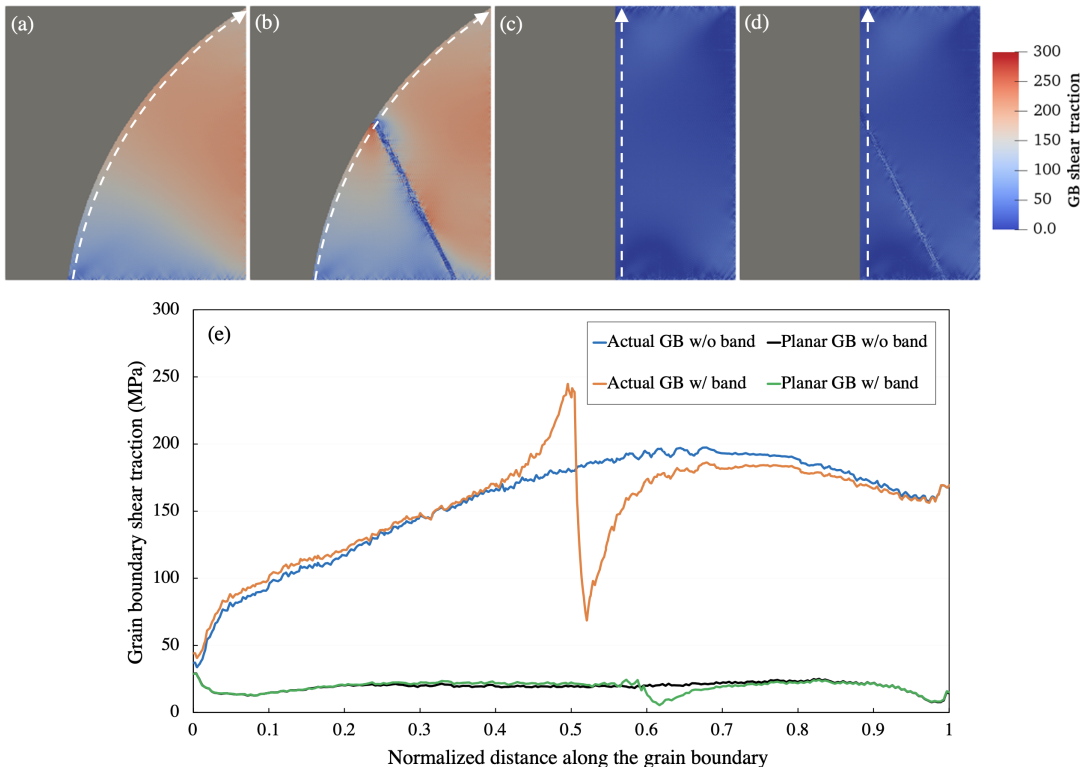 (a)
(b)
(c)
(d)
300
250
200
150
100
50
0.0
GB shear traction
(e)
Actual GB w/o band
Planar GB w/o band
Actual GB w/ band
Planar GB w/ band
300
250
200
150
100
50
0
Grain boundary shear traction (MPa)
0 0.1 0.2 0.3 0.4 0.5 0.6 0.7 0.8 0.9 1
Normalized distance along the grain boundary